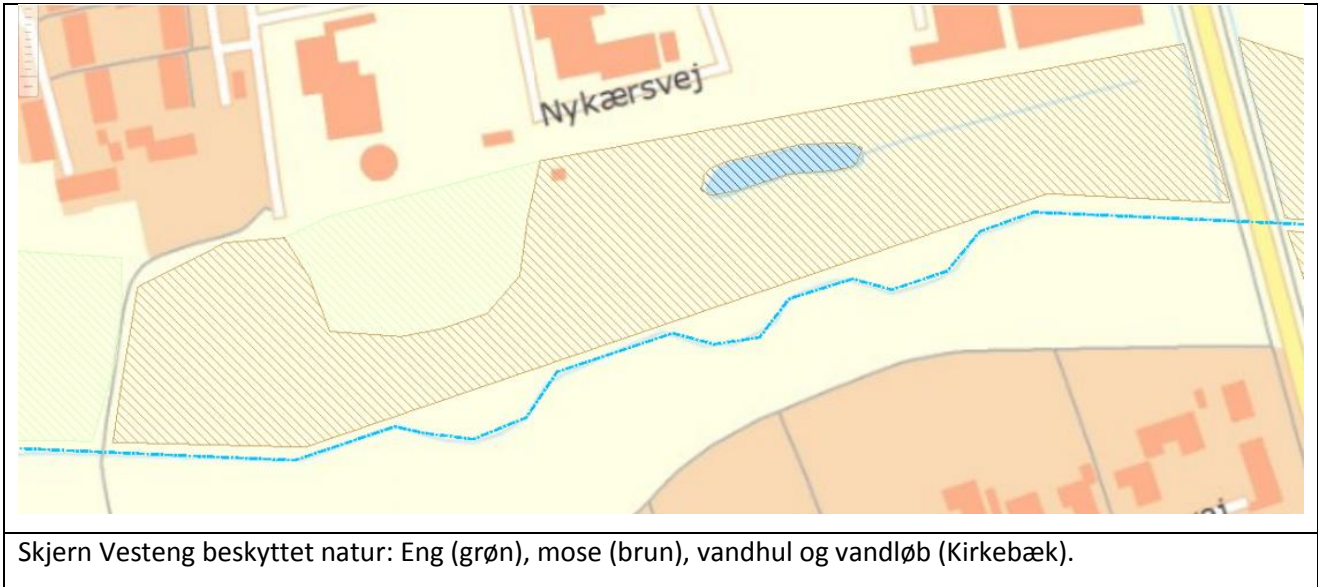 Nykærsvej
Skjern Vesteng beskyttet natur: Eng (grøn), mose (brun), vandhul og vandløb (Kirkebæk).